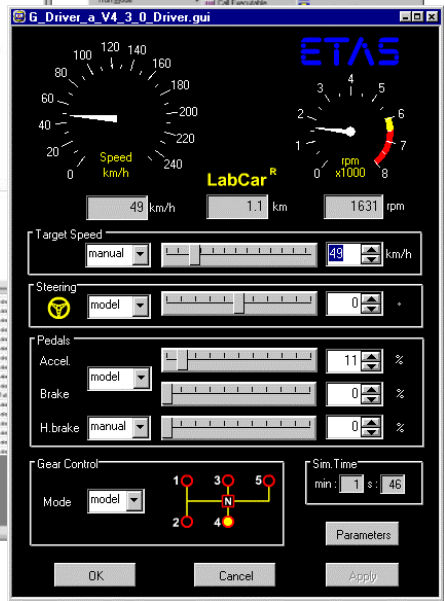 Cal Executable
G_Driver_a_V4_3_0_Driver.gui
ETAS
0 20 40 60 80 100 120 140 160 180 200 220 240
Speed
km/h
0 1 2 3 4 5 6 7 8
rpm
x1000
LabCar R
49 km/h 1.1 km 1631 rpm
Target Speed
manual 49 km/h
Steering
model 0 °
Pedals
Accel. 11 %
model
Brake 0 %
H.brake manual 0 %
Gear Control
1 3 5
Mode model N
2 4
Sim.Time
min : 1 s : 46
Parameters
OK Cancel Apply